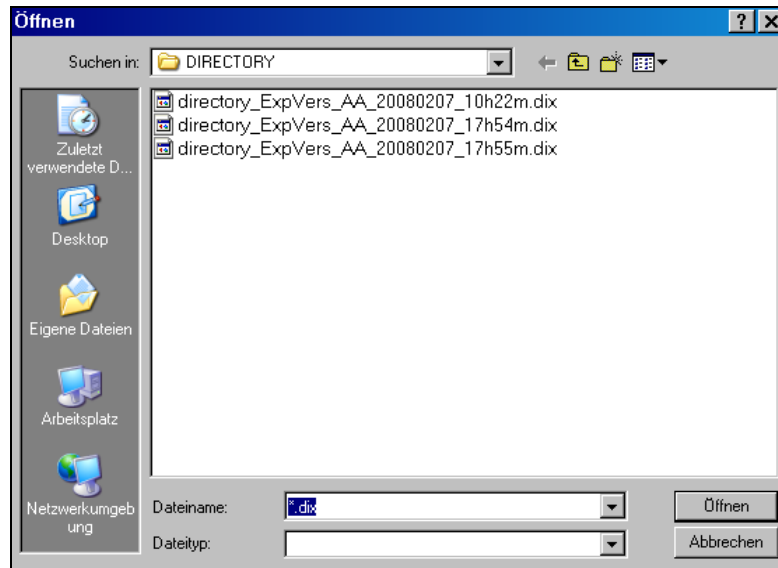 Öffnen
Suchen in: DIRECTORY
directory_ExpVers_AA_20080207_10h22m.dix
directory_ExpVers_AA_20080207_17h54m.dix
directory_ExpVers_AA_20080207_17h55m.dix
Zuletzt
verwendete D...
Desktop
Eigene Dateien
Arbeitsplatz
Netzwerkumgeb
ung
Dateiname: *.dix Öffnen
Dateityp: Abbrechen